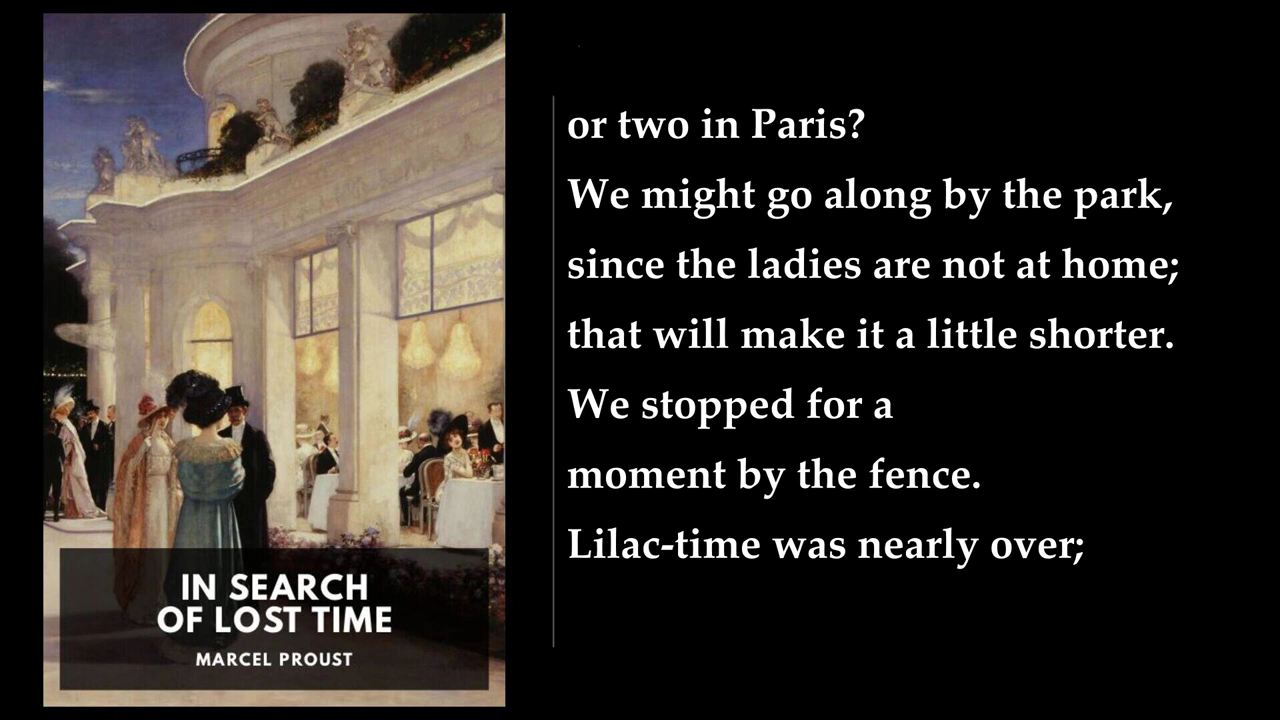 IN SEARCH
OF LOST TIME
MARCEL PROUST
or two in Paris?
We might go along by the park,
since the ladies are not at home;
that will make it a little shorter.
We stopped for a
moment by the fence.
Lilac-time was nearly over;